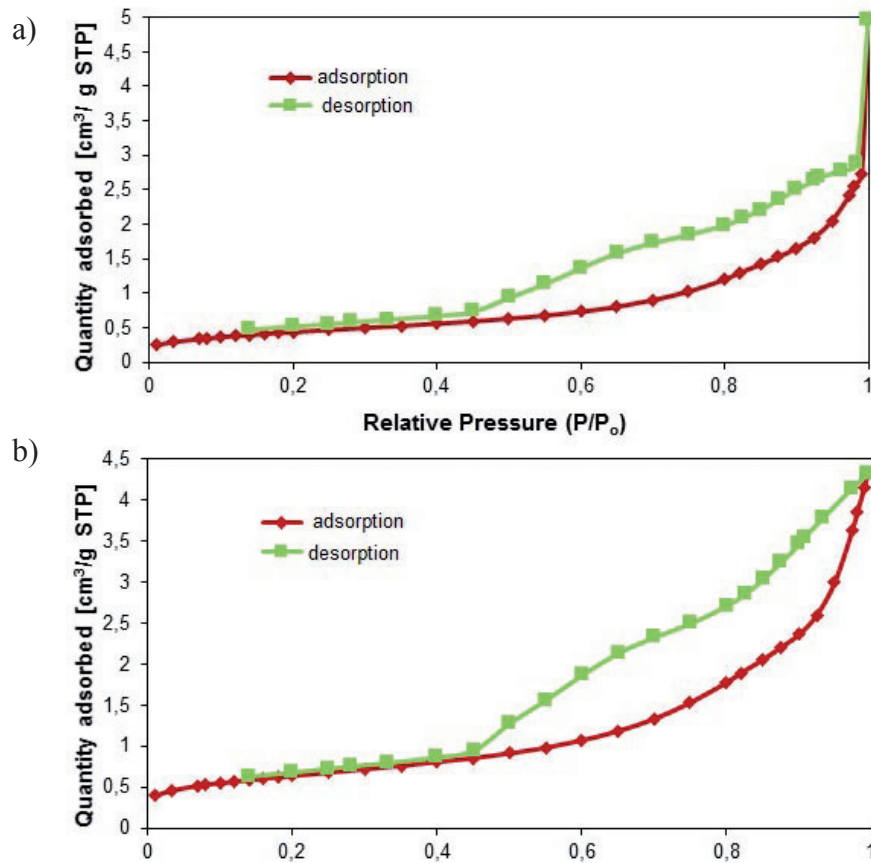 a)
Quantity adsorbed [cm³/ g STP]
5
4,5
4
3,5
3
2,5
2
1,5
1
0,5
0
adsorption
desorption
0 0,2 0,4 0,6 0,8 1
Relative Pressure (P/Pₒ)
b)
Quantity adsorbed [cm³/g STP]
4,5
4
3,5
3
2,5
2
1,5
1
0,5
0
adsorption
desorption
0 0,2 0,4 0,6 0,8 1